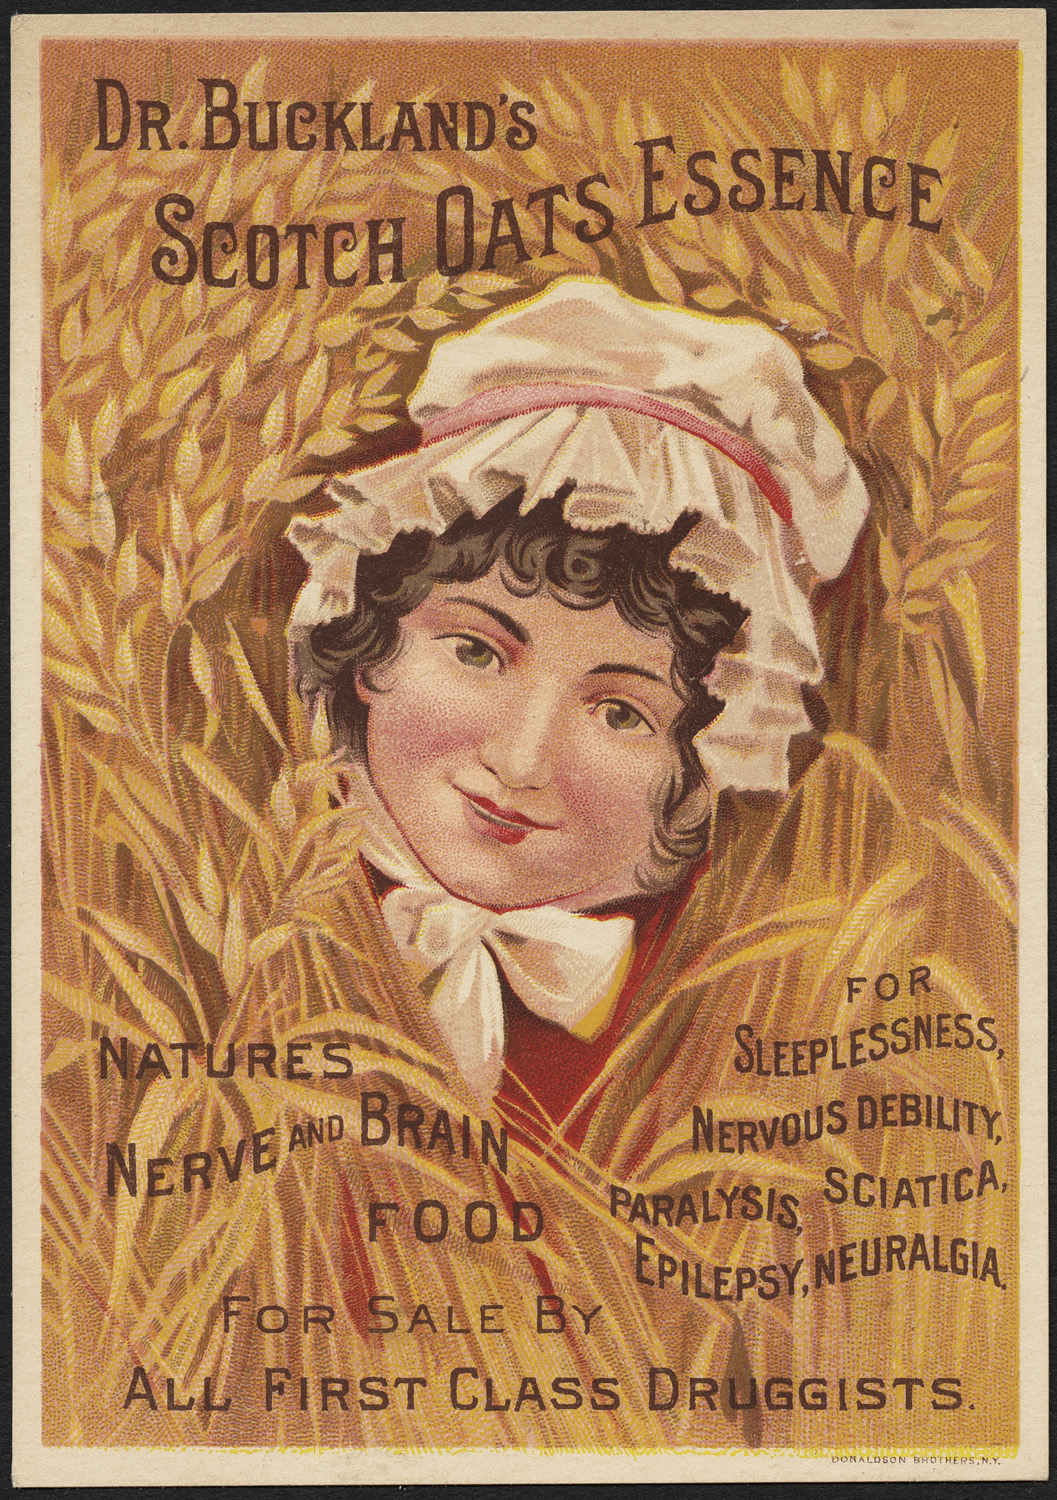 DR. BUCKLAND'S
SCOTCH OATS ESSENCE
NATURES
NERVE AND BRAIN
FOOD
FOR
SLEEPLESSNESS,
NERVOUS DEBILITY,
PARALYSIS, SCIATICA,
EPILEPSY, NEURALGIA.
FOR SALE BY
ALL FIRST CLASS DRUGGISTS.
DONALDSON BROTHERS, N.Y.